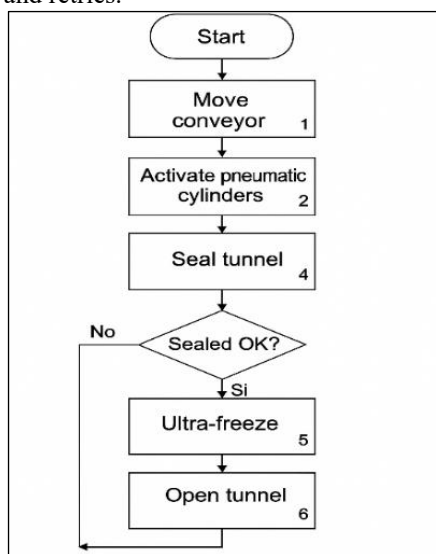 and retries.
Start
Move
conveyor
1
Activate pneumatic
cylinders
2
Seal tunnel
4
No
Sealed OK?
Si
Ultra-freeze
5
Open tunnel
6